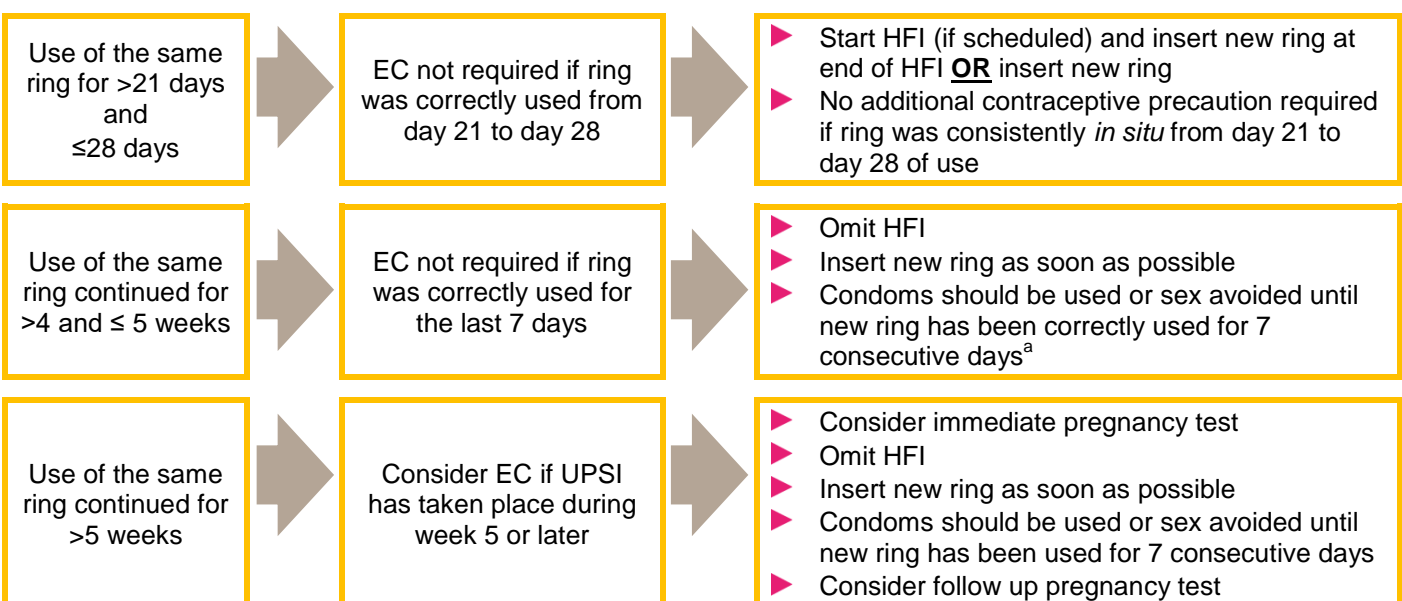 Use of the same
ring for >21 days
and
≤28 days
EC not required if ring
was correctly used from
day 21 to day 28
Start HFI (if scheduled) and insert new ring at
end of HFI OR insert new ring
No additional contraceptive precaution required
if ring was consistently in situ from day 21 to
day 28 of use
Use of the same
ring continued for
>4 and ≤ 5 weeks
EC not required if ring
was correctly used for
the last 7 days
Omit HFI
Insert new ring as soon as possible
Condoms should be used or sex avoided until
new ring has been correctly used for 7
consecutive daysᵃ
Use of the same
ring continued for
>5 weeks
Consider EC if UPSI
has taken place during
week 5 or later
Consider immediate pregnancy test
Omit HFI
Insert new ring as soon as possible
Condoms should be used or sex avoided until
new ring has been used for 7 consecutive days
Consider follow up pregnancy test